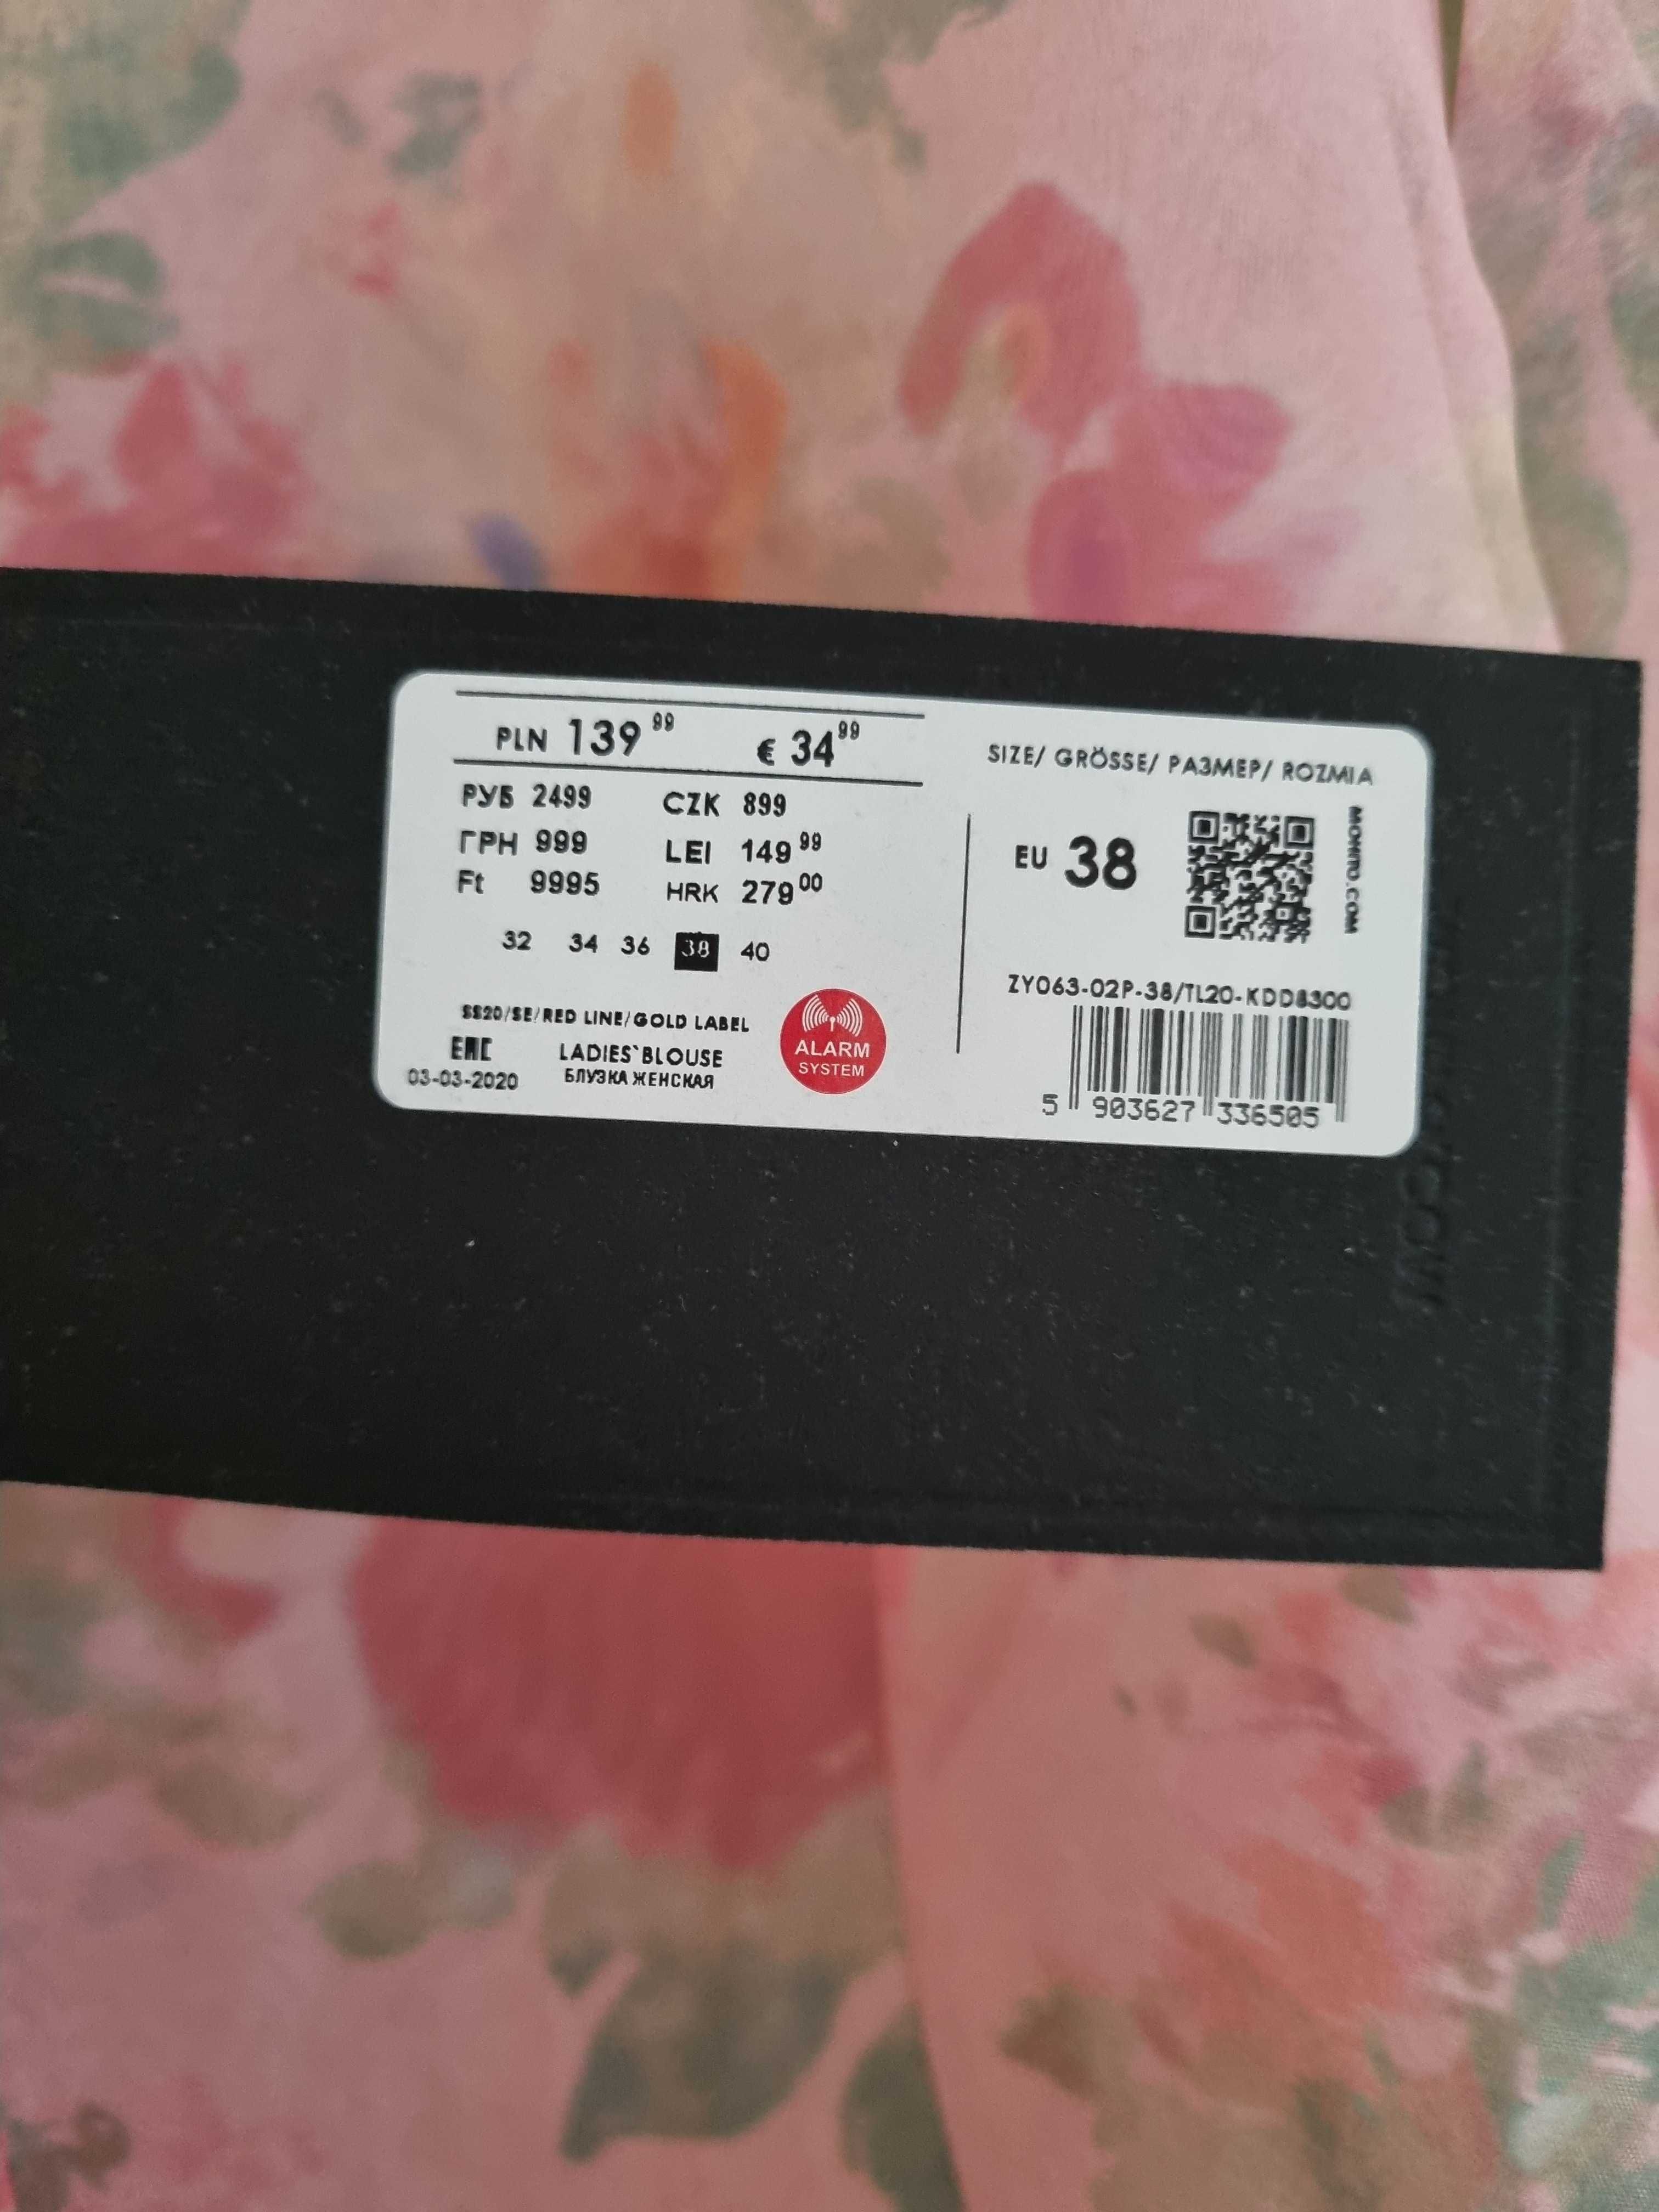 PLN 139 99 € 34 99
РУБ 2499 CZK 899
ГРН 999 LEI 149 99
Ft 9995 HRK 279 00
32 34 36 38 40
SS20/SE/RED LINE/GOLD LABEL
EAC LADIES`BLOUSE
03-03-2020 БЛУЗКА ЖЕНСКАЯ
ALARM
SYSTEM
SIZE/ GRÖSSE/ РАЗМЕР/ ROZMIA
EU 38
MOHITO.COM
ZY063-02P-38/TL20-KDD8300
5 903627 336505